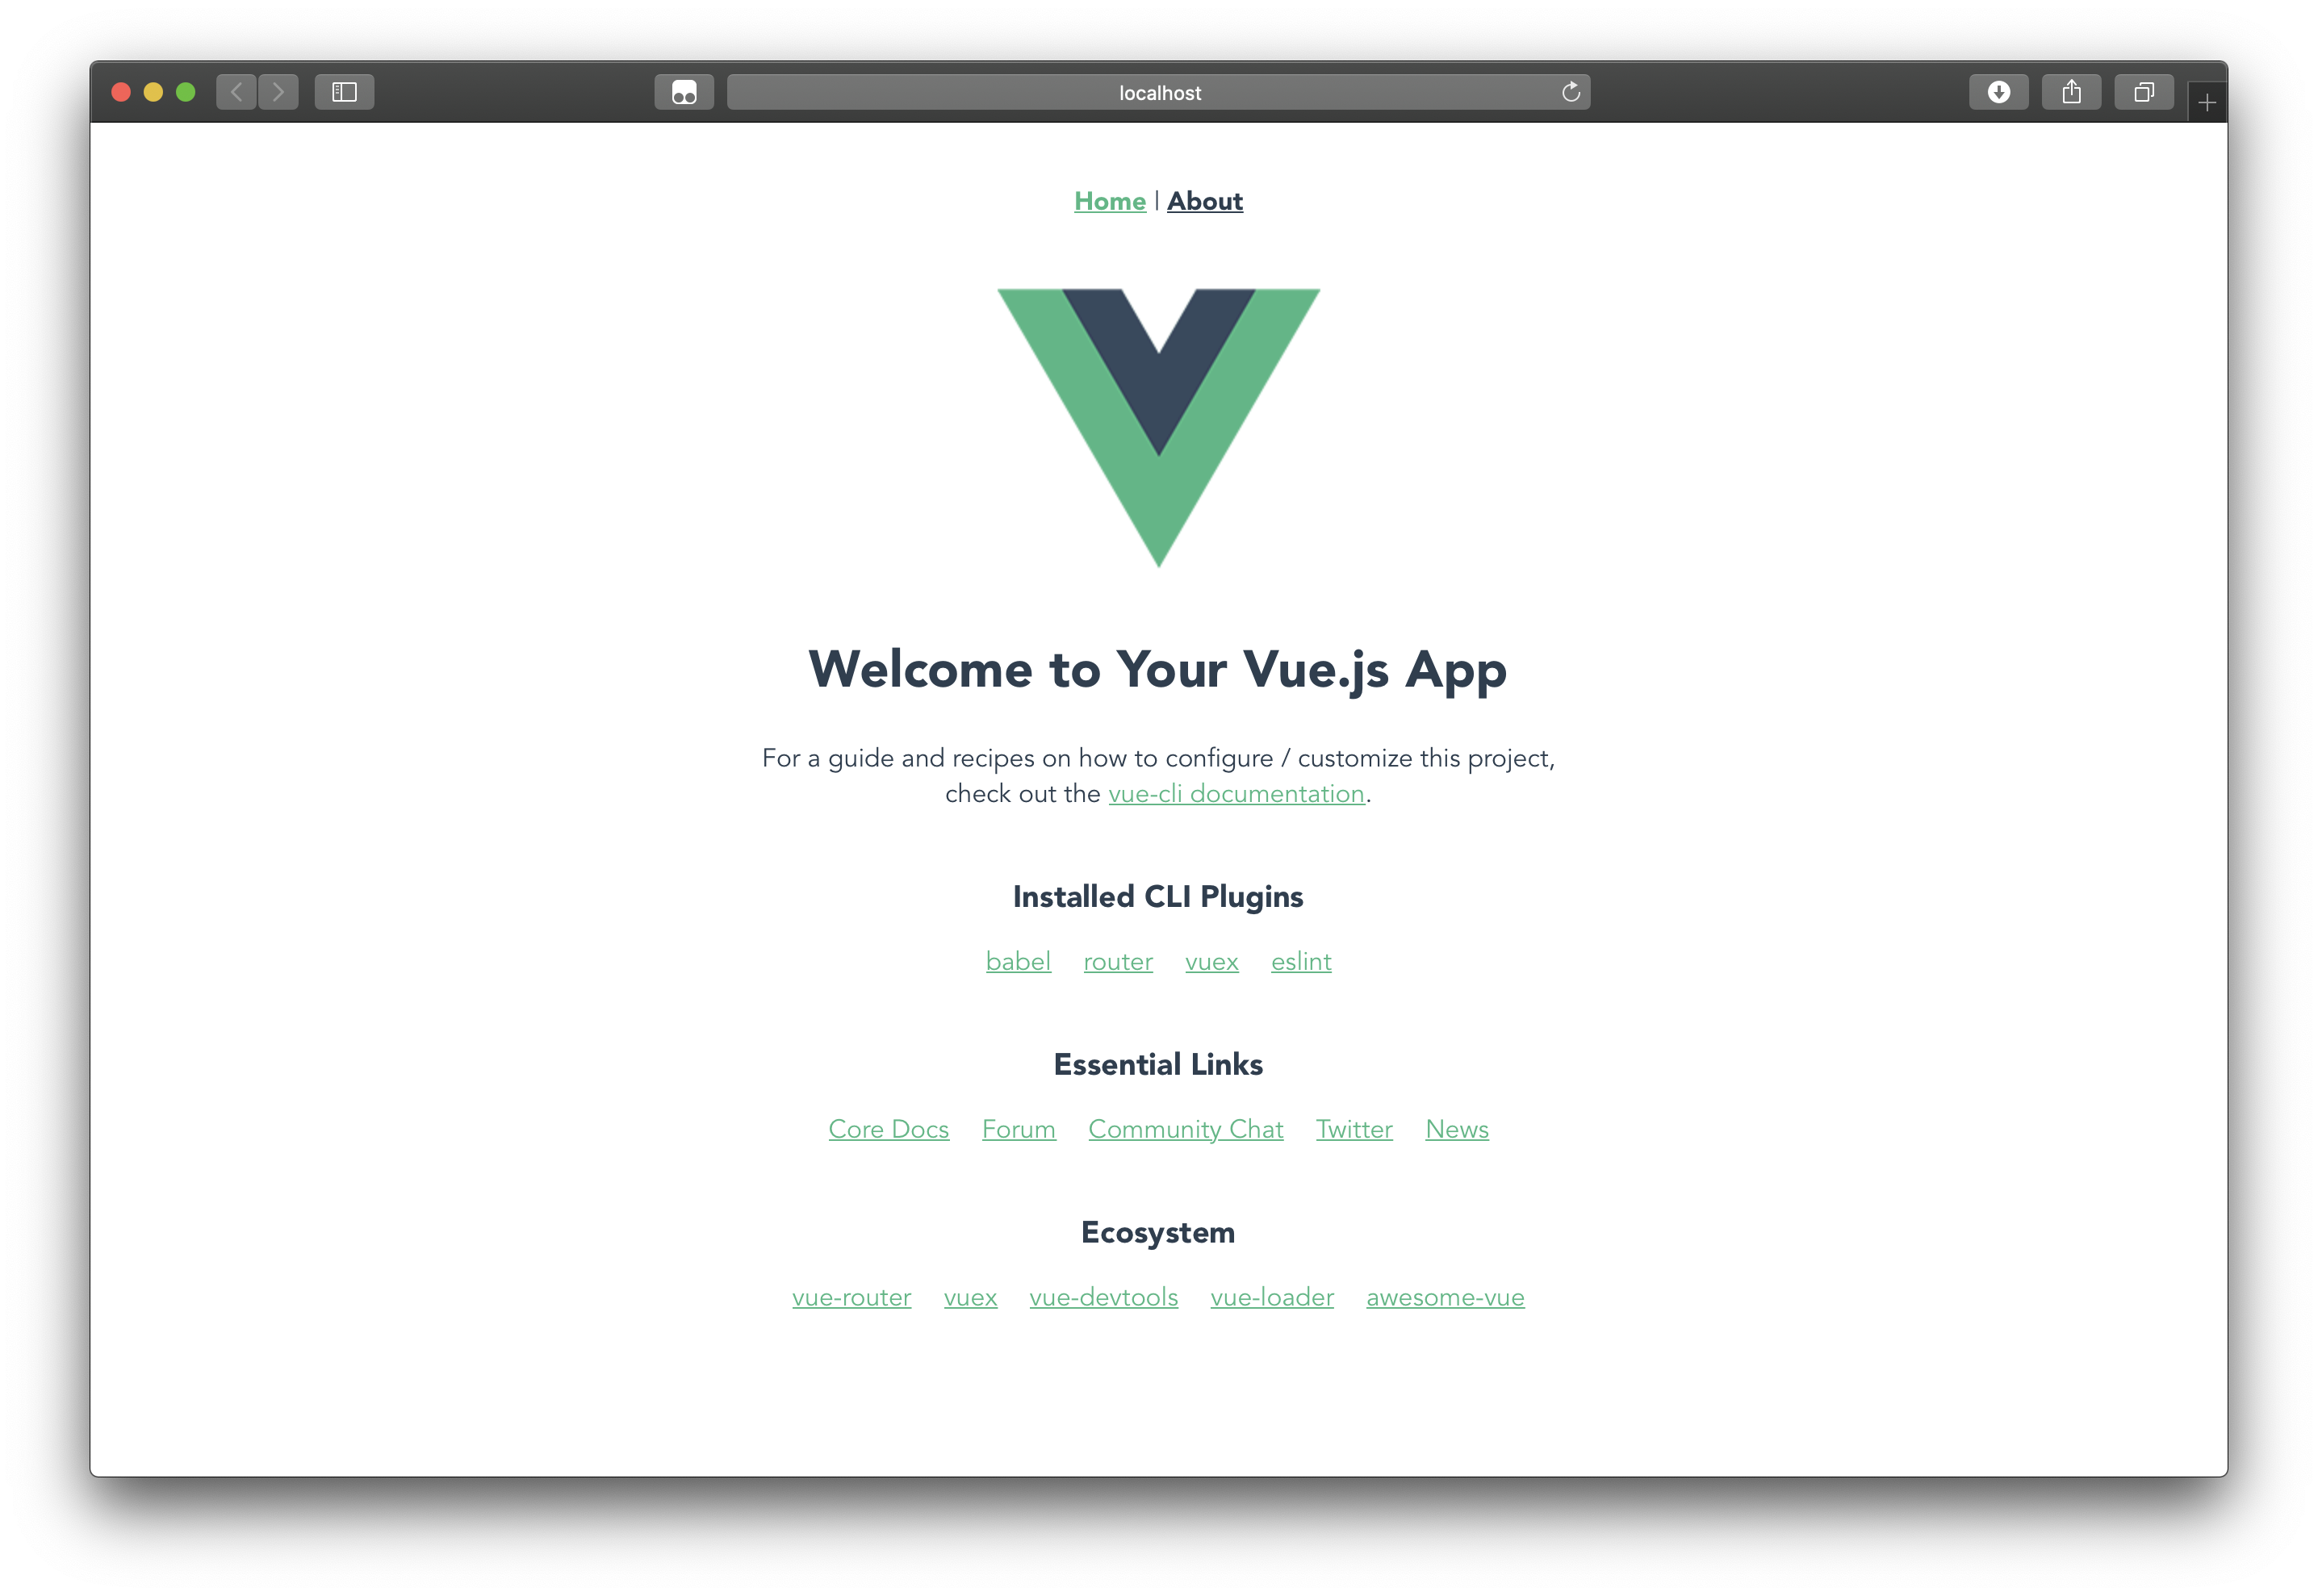 localhost
Home | About
Welcome to Your Vue.js App
For a guide and recipes on how to configure / customize this project,
check out the vue-cli documentation.
Installed CLI Plugins
babel router vuex eslint
Essential Links
Core Docs Forum Community Chat Twitter News
Ecosystem
vue-router vuex vue-devtools vue-loader awesome-vue